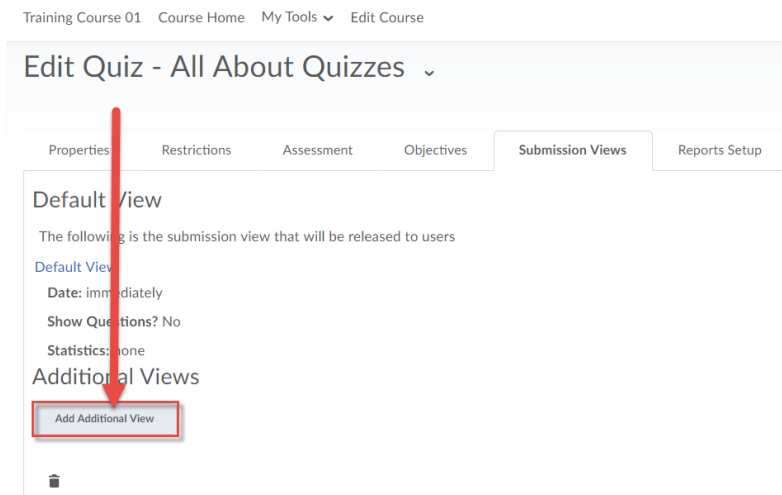 Training Course 01 Course Home My Tools Edit Course
Edit Quiz - All About Quizzes
Properties Restrictions Assessment Objectives Submission Views Reports Setup
Default View
The following is the submission view that will be released to users
Default View
Date: immediately
Show Questions? No
Statistics: none
Additional Views
Add Additional View